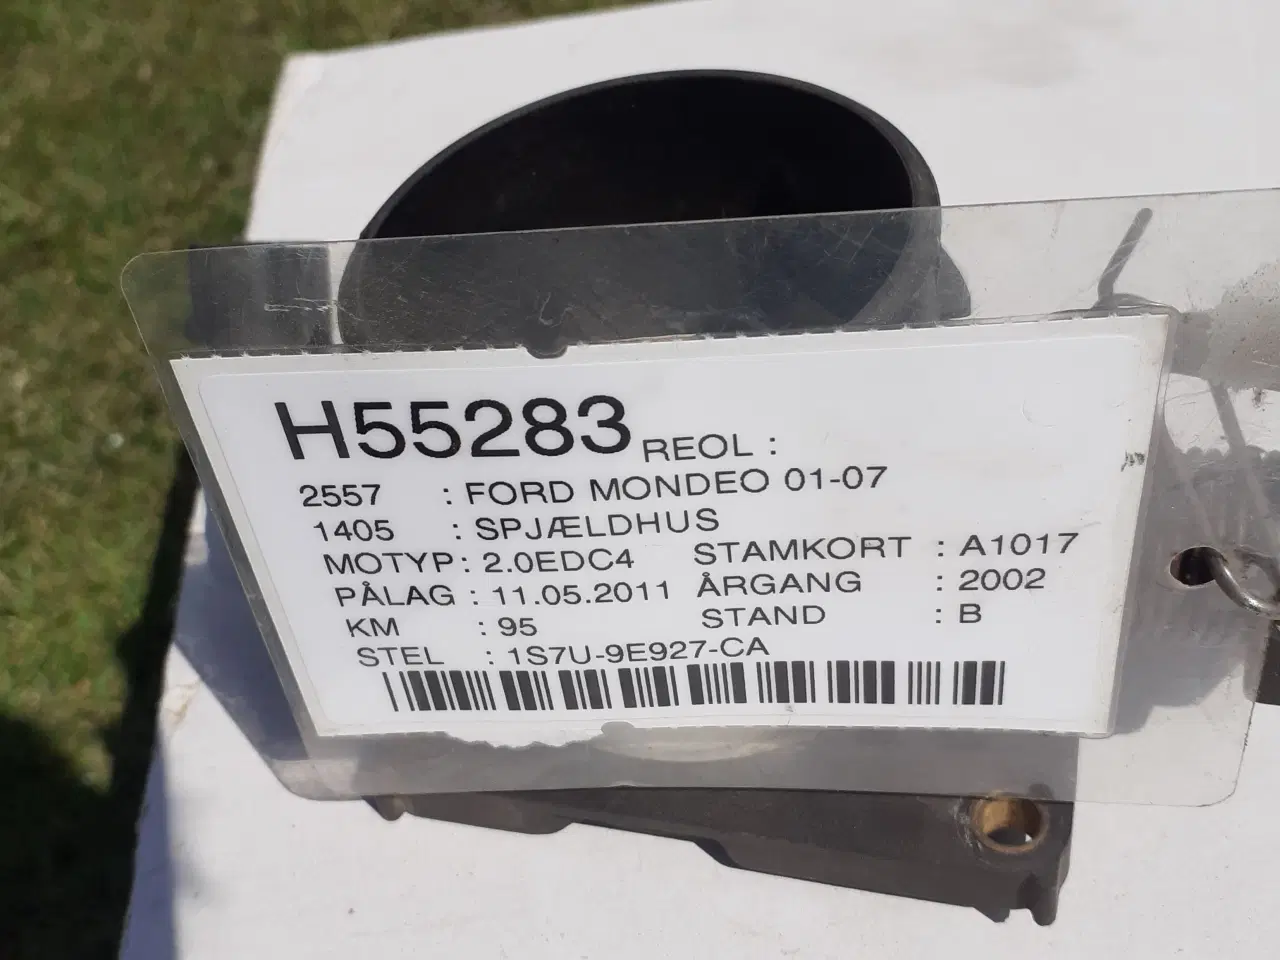 H55283 REOL :
2557 : FORD MONDEO 01-07
1405 : SPJÆLDHUS
MOTYP : 2.0EDC4 STAMKORT : A1017
PÅLAG : 11.05.2011 ÅRGANG : 2002
KM : 95 STAND : B
STEL : 1S7U-9E927-CA